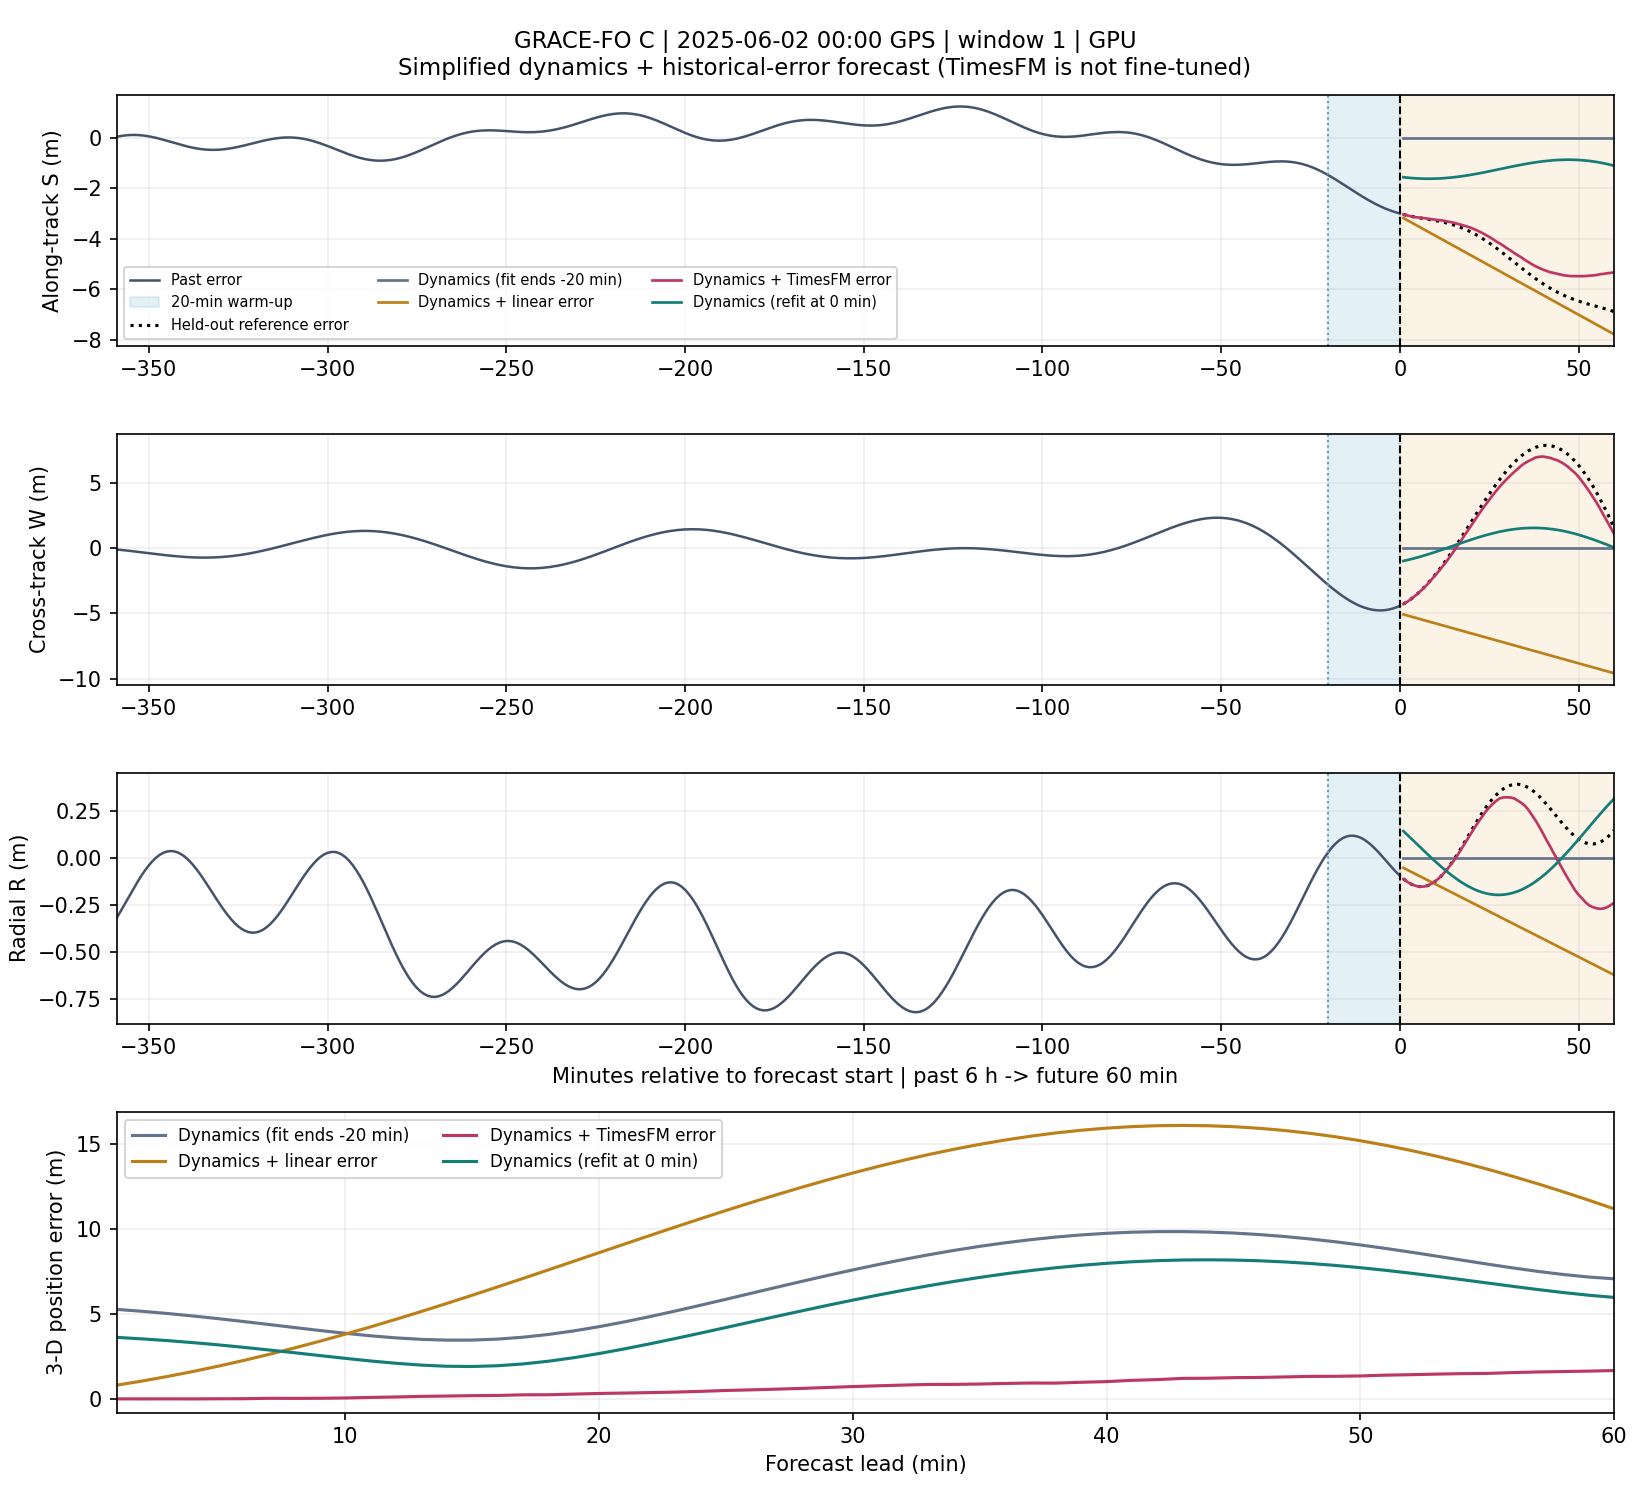 GRACE-FO C | 2025-06-02 00:00 GPS | window 1 | GPU
Simplified dynamics + historical-error forecast (TimesFM is not fine-tuned)
Along-track S (m)
0
−2
−4
−6
−8
Past error
20-min warm-up
Held-out reference error
Dynamics (fit ends -20 min)
Dynamics + linear error
Dynamics + TimesFM error
Dynamics (refit at 0 min)
−350 −300 −250 −200 −150 −100 −50 0 50
Cross-track W (m)
5
0
−5
−10
−350 −300 −250 −200 −150 −100 −50 0 50
Radial R (m)
0.25
0.00
−0.25
−0.50
−0.75
−350 −300 −250 −200 −150 −100 −50 0 50
Minutes relative to forecast start | past 6 h -> future 60 min
3-D position error (m)
15
10
5
0
Dynamics (fit ends -20 min)
Dynamics + linear error
Dynamics + TimesFM error
Dynamics (refit at 0 min)
10 20 30 40 50 60
Forecast lead (min)